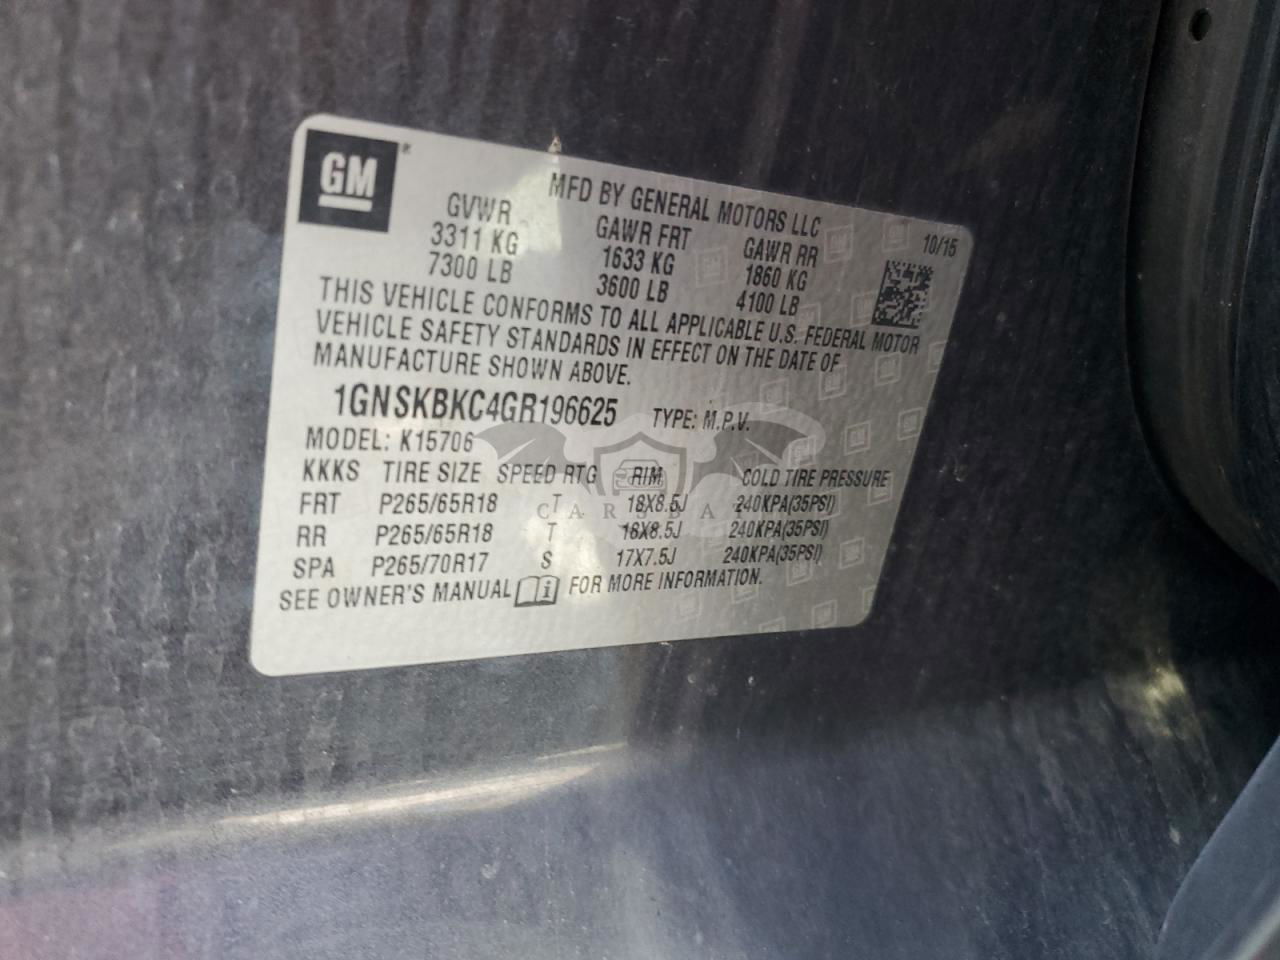 GM®
MFD BY GENERAL MOTORS LLC
10/15
GVWR GAWR FRT GAWR RR
3311 KG 1633 KG 1860 KG
7300 LB 3600 LB 4100 LB
THIS VEHICLE CONFORMS TO ALL APPLICABLE U.S. FEDERAL MOTOR
VEHICLE SAFETY STANDARDS IN EFFECT ON THE DATE OF
MANUFACTURE SHOWN ABOVE.
1GNSKBKC4GR196625 TYPE: M.P.V.
MODEL: K15706
KKKS TIRE SIZE SPEED RTG RIM COLD TIRE PRESSURE
FRT P265/65R18 T 18X8.5J 240KPA(35PSI)
RR P265/65R18 T 18X8.5J 240KPA(35PSI)
SPA P265/70R17 S 17X7.5J 240KPA(35PSI)
SEE OWNER'S MANUAL i FOR MORE INFORMATION.